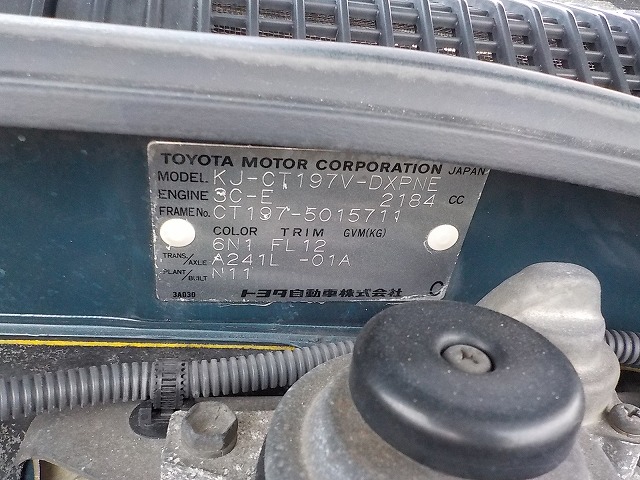 TOYOTA MOTOR CORPORATION JAPAN
MODEL KJ-CT197V-DXPNE
ENGINE 3C-E 2184 CC
FRAME No. CT197-5015711
COLOR TRIM GVM(KG)
6N1 FL12
TRANS./AXLE A241L -01A
PLANT/BUILT N11
3A030 トヨタ自動車株式会社 C